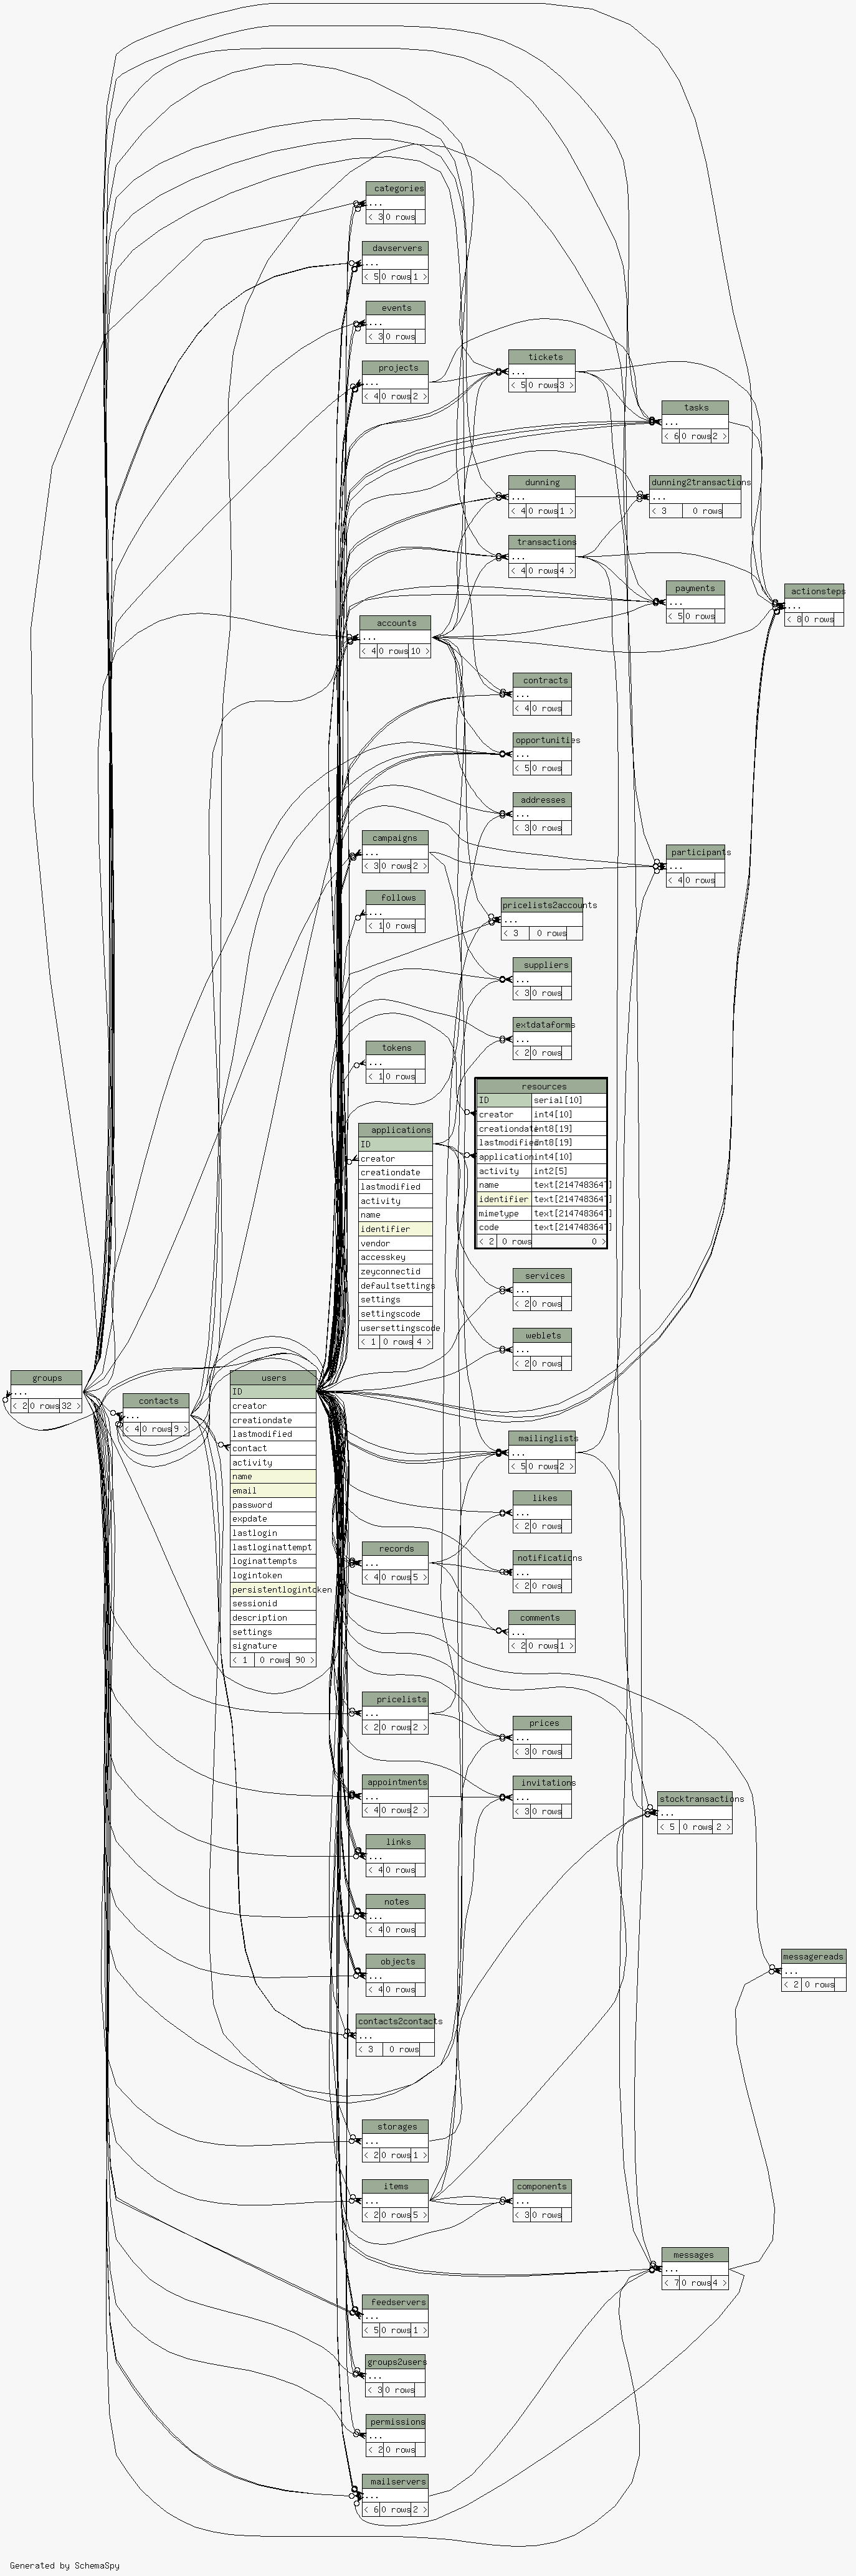 categories
...
< 3 0 rows
davservers
...
< 5 0 rows 1 >
events
...
< 3 0 rows
projects
...
< 4 0 rows 2 >
tickets
...
< 5 0 rows 3 >
tasks
...
< 6 0 rows 2 >
dunning
...
< 4 0 rows 1 >
dunning2transactions
...
< 3 0 rows
transactions
...
< 4 0 rows 4 >
payments
...
< 5 0 rows
actionsteps
...
< 8 0 rows
accounts
...
< 4 0 rows 10 >
contracts
...
< 4 0 rows
opportunities
...
< 5 0 rows
addresses
...
< 3 0 rows
campaigns
...
< 3 0 rows 2 >
participants
...
< 4 0 rows
follows
...
< 1 0 rows
pricelists2accounts
...
< 3 0 rows
suppliers
...
< 3 0 rows
extdataforms
...
< 2 0 rows
tokens
...
< 1 0 rows
resources
ID serial[10]
creator int4[10]
creationdate int8[19]
lastmodified int8[19]
application int4[10]
activity int2[5]
name text[2147483647]
identifier text[2147483647]
mimetype text[2147483647]
code text[2147483647]
< 2 0 rows 0 >
applications
ID
creator
creationdate
lastmodified
activity
name
identifier
vendor
accesskey
zeyconnectid
defaultsettings
settings
settingscode
usersettingscode
< 1 0 rows 4 >
services
...
< 2 0 rows
weblets
...
< 2 0 rows
groups
...
< 2 0 rows 32 >
contacts
...
< 4 0 rows 9 >
users
ID
creator
creationdate
lastmodified
contact
activity
name
email
password
expdate
lastlogin
lastloginattempt
loginattempts
logintoken
persistentlogintoken
sessionid
description
settings
signature
< 1 0 rows 90 >
mailinglists
...
< 5 0 rows 2 >
likes
...
< 2 0 rows
records
...
< 4 0 rows 5 >
notifications
...
< 2 0 rows
comments
...
< 2 0 rows 1 >
pricelists
...
< 2 0 rows 2 >
prices
...
< 3 0 rows
appointments
...
< 4 0 rows 2 >
invitations
...
< 3 0 rows
stocktransactions
...
< 5 0 rows 2 >
links
...
< 4 0 rows
notes
...
< 4 0 rows
objects
...
< 4 0 rows
messagereads
...
< 2 0 rows
contacts2contacts
...
< 3 0 rows
storages
...
< 2 0 rows 1 >
items
...
< 2 0 rows 5 >
components
...
< 3 0 rows
messages
...
< 7 0 rows 4 >
feedservers
...
< 5 0 rows 1 >
groups2users
...
< 3 0 rows
permissions
...
< 2 0 rows
mailservers
...
< 6 0 rows 2 >
Generated by SchemaSpy